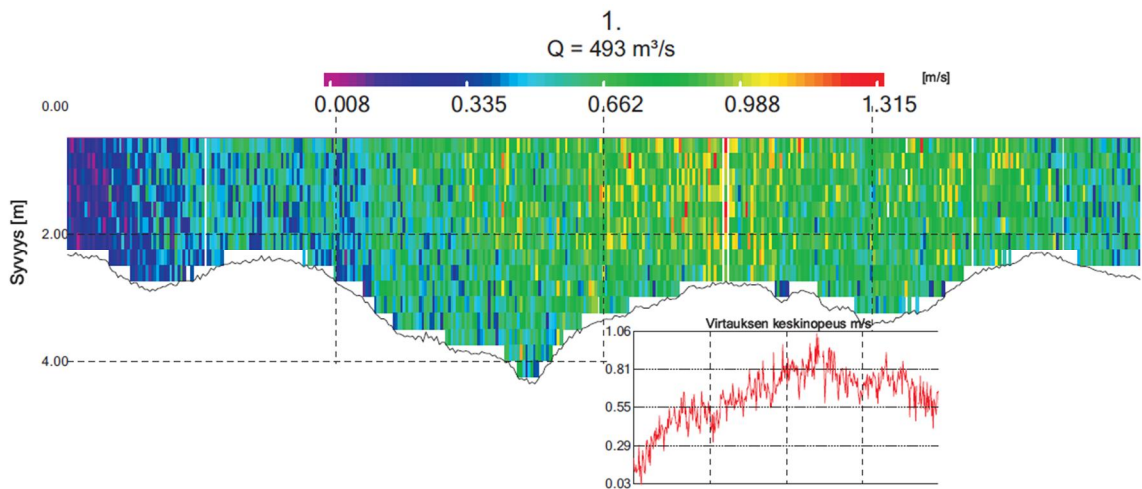 1.
Q = 493 m³/s
[m/s]
0.008 0.335 0.662 0.988 1.315
0.00
Syvyys [m]
2.00
4.00
Virtauksen keskinopeus m/s
1.06
0.81
0.55
0.29
0.03